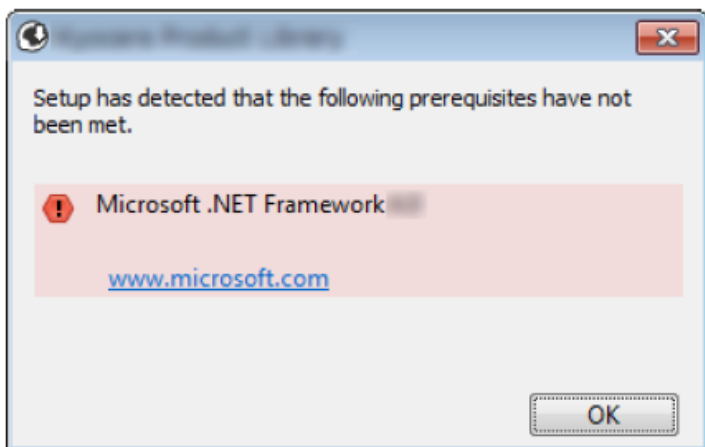 Setup has detected that the following prerequisites have not
been met.
Microsoft .NET Framework
www.microsoft.com
OK